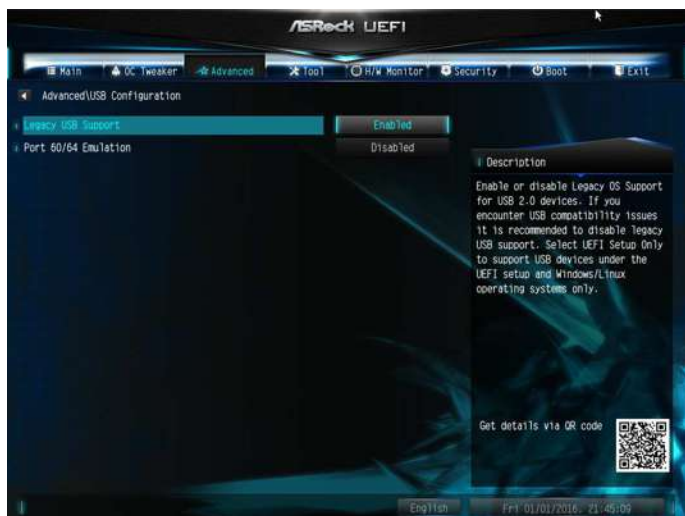 ASRock UEFI
Main OC Tweaker Advanced Tool H/W Monitor Security Boot Exit
Advanced\USB Configuration
Legacy USB Support Enabled
Port 60/64 Emulation Disabled
Description
Enable or disable Legacy OS Support
for USB 2.0 devices. If you
encounter USB compatibility issues
it is recommended to disable legacy
USB support. Select UEFI Setup Only
to support USB devices under the
UEFI setup and Windows/Linux
operating systems only.
Get details via QR code
English Fri 01/01/2016, 21:45:09